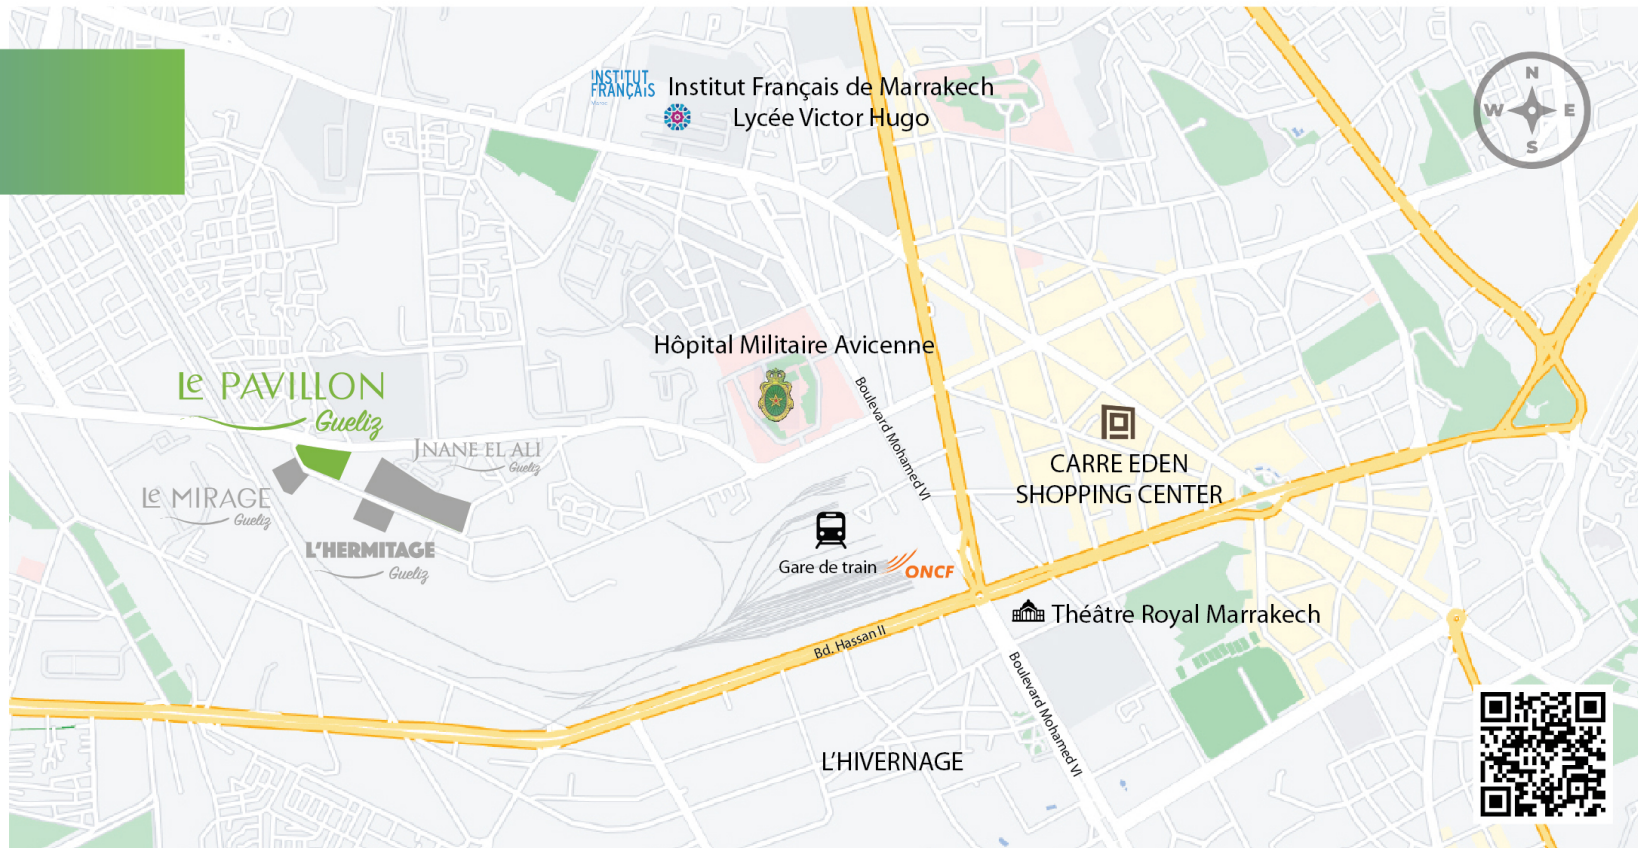 N
W E
S
INSTITUT
FRANÇAIS
Maroc
Institut Français de Marrakech
Lycée Victor Hugo
Hôpital Militaire Avicenne
Le PAVILLON
Gueliz
JNANE EL ALI
Gueliz
Le MIRAGE
Gueliz
L'HERMITAGE
Gueliz
Boulevard Mohamed VI
CARRE EDEN
SHOPPING CENTER
Gare de train
ONCF
Théâtre Royal Marrakech
Bd. Hassan II
Boulevard Mohamed VI
L'HIVERNAGE